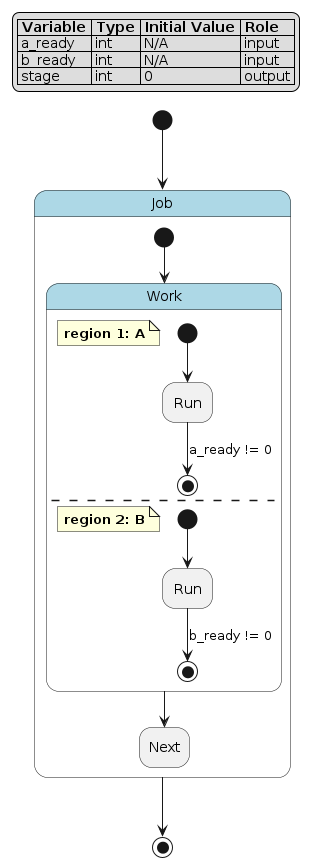 Variable Type Initial Value Role
a_ready int N/A input
b_ready int N/A input
stage int 0 output
Job
Work
region 1: A
Run
a_ready != 0
region 2: B
Run
b_ready != 0
Next